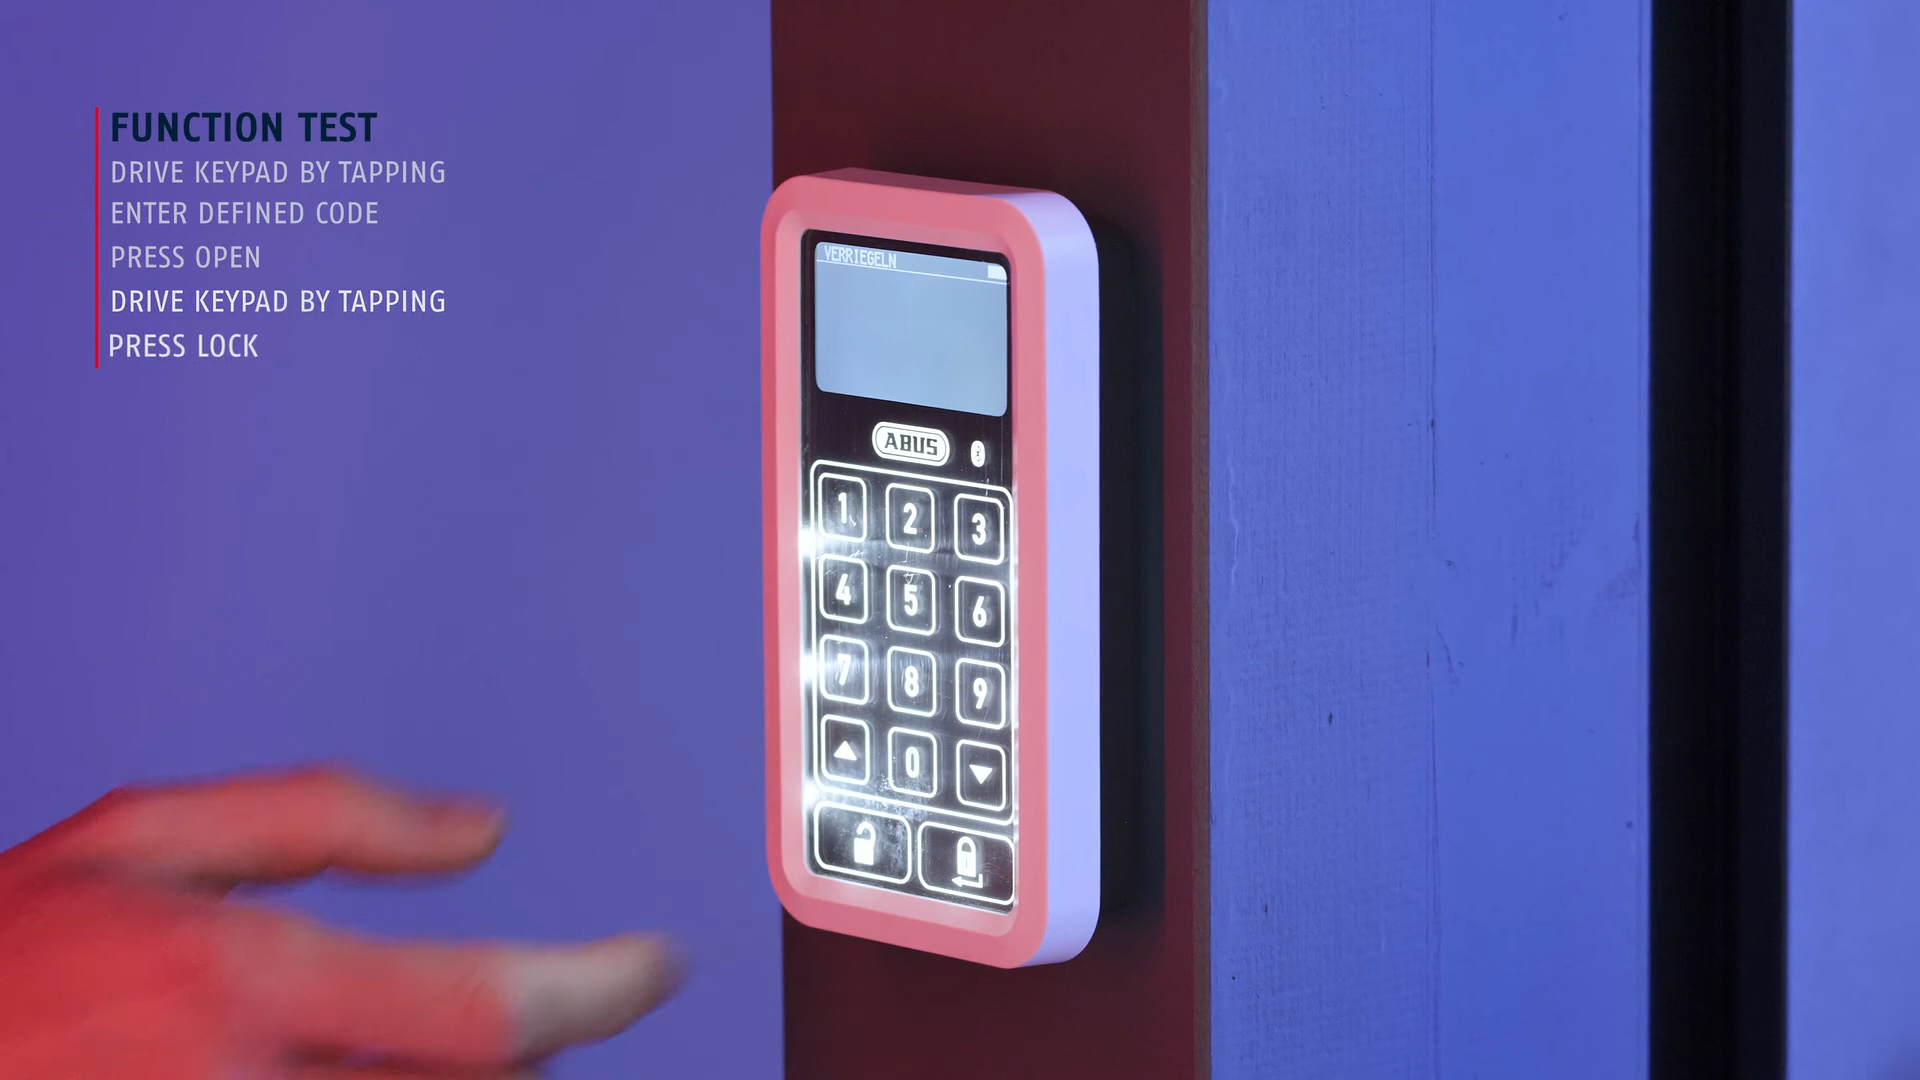 FUNCTION TEST
DRIVE KEYPAD BY TAPPING
ENTER DEFINED CODE
PRESS OPEN
DRIVE KEYPAD BY TAPPING
PRESS LOCK
VERRIEGELN
ABUS
1 2 3
4 5 6
7 8 9
0